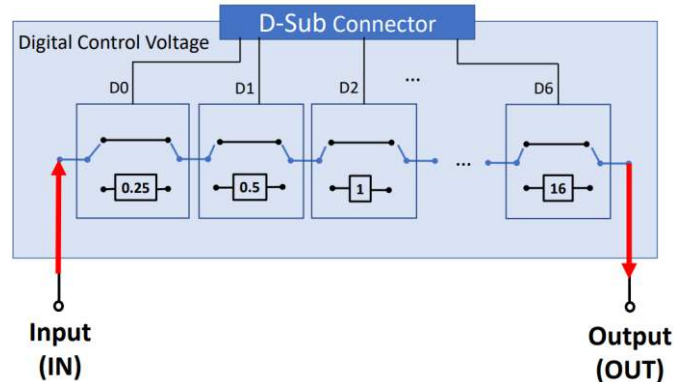 D-Sub Connector
Digital Control Voltage
D0
D1
D2
...
D6
0.25
0.5
1
...
16
Input
(IN)
Output
(OUT)